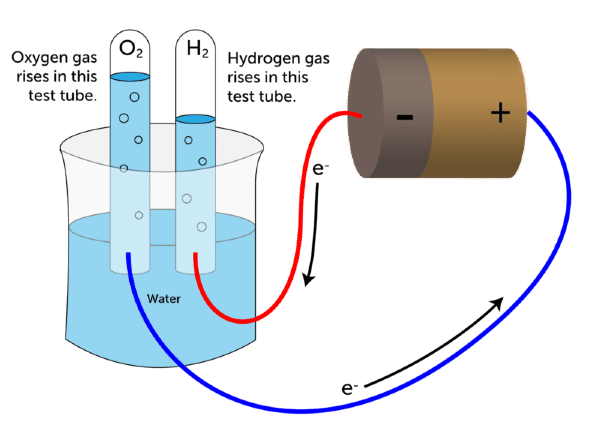 Oxygen gas
rises in this
test tube.
O₂
H₂
Hydrogen gas
rises in this
test tube.
-
+
e-
Water
e-